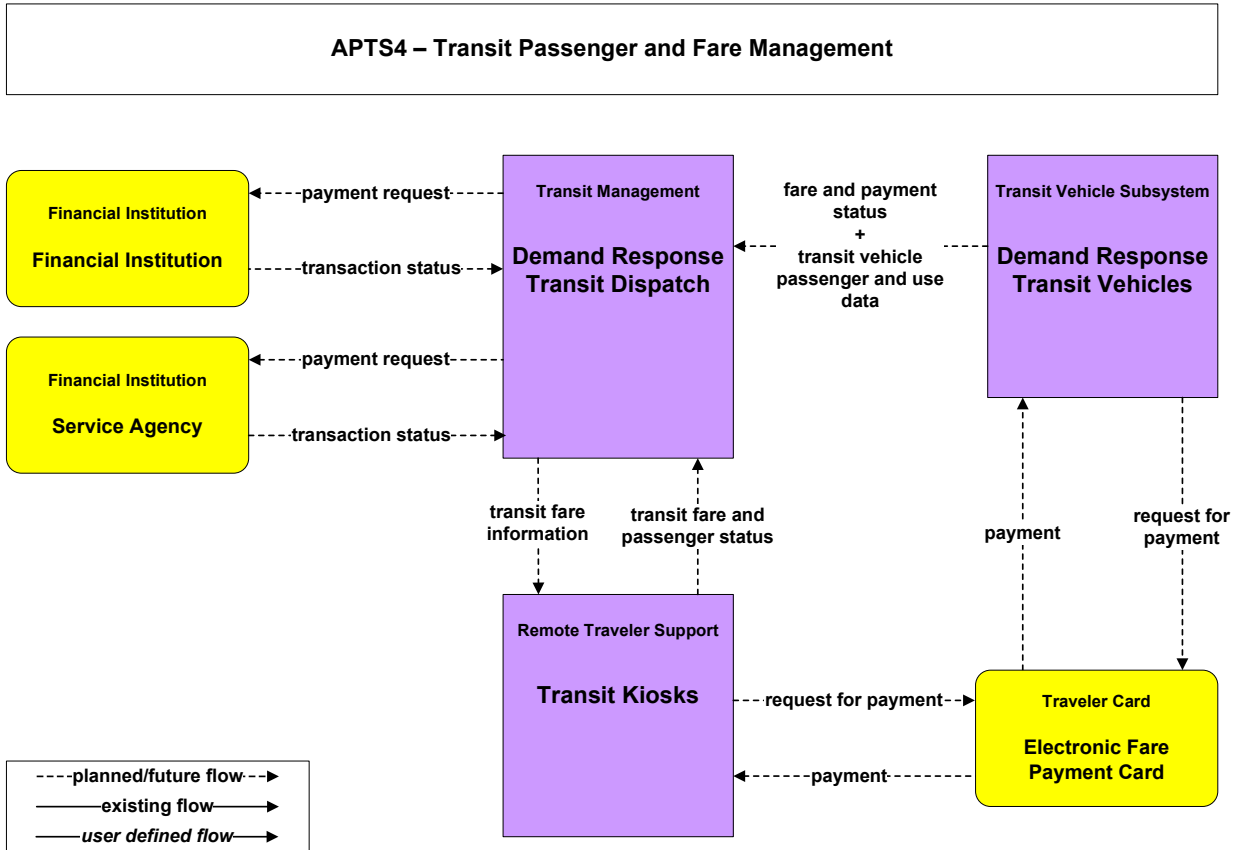 APTS4 – Transit Passenger and Fare Management
Financial Institution
Financial Institution
payment request
transaction status
Transit Management
Demand Response
Transit Dispatch
fare and payment
status
+
transit vehicle
passenger and use
data
Transit Vehicle Subsystem
Demand Response
Transit Vehicles
Financial Institution
Service Agency
payment request
transaction status
transit fare
information
transit fare and
passenger status
payment
request for
payment
Remote Traveler Support
Transit Kiosks
request for payment
payment
Traveler Card
Electronic Fare
Payment Card
planned/future flow
existing flow
user defined flow